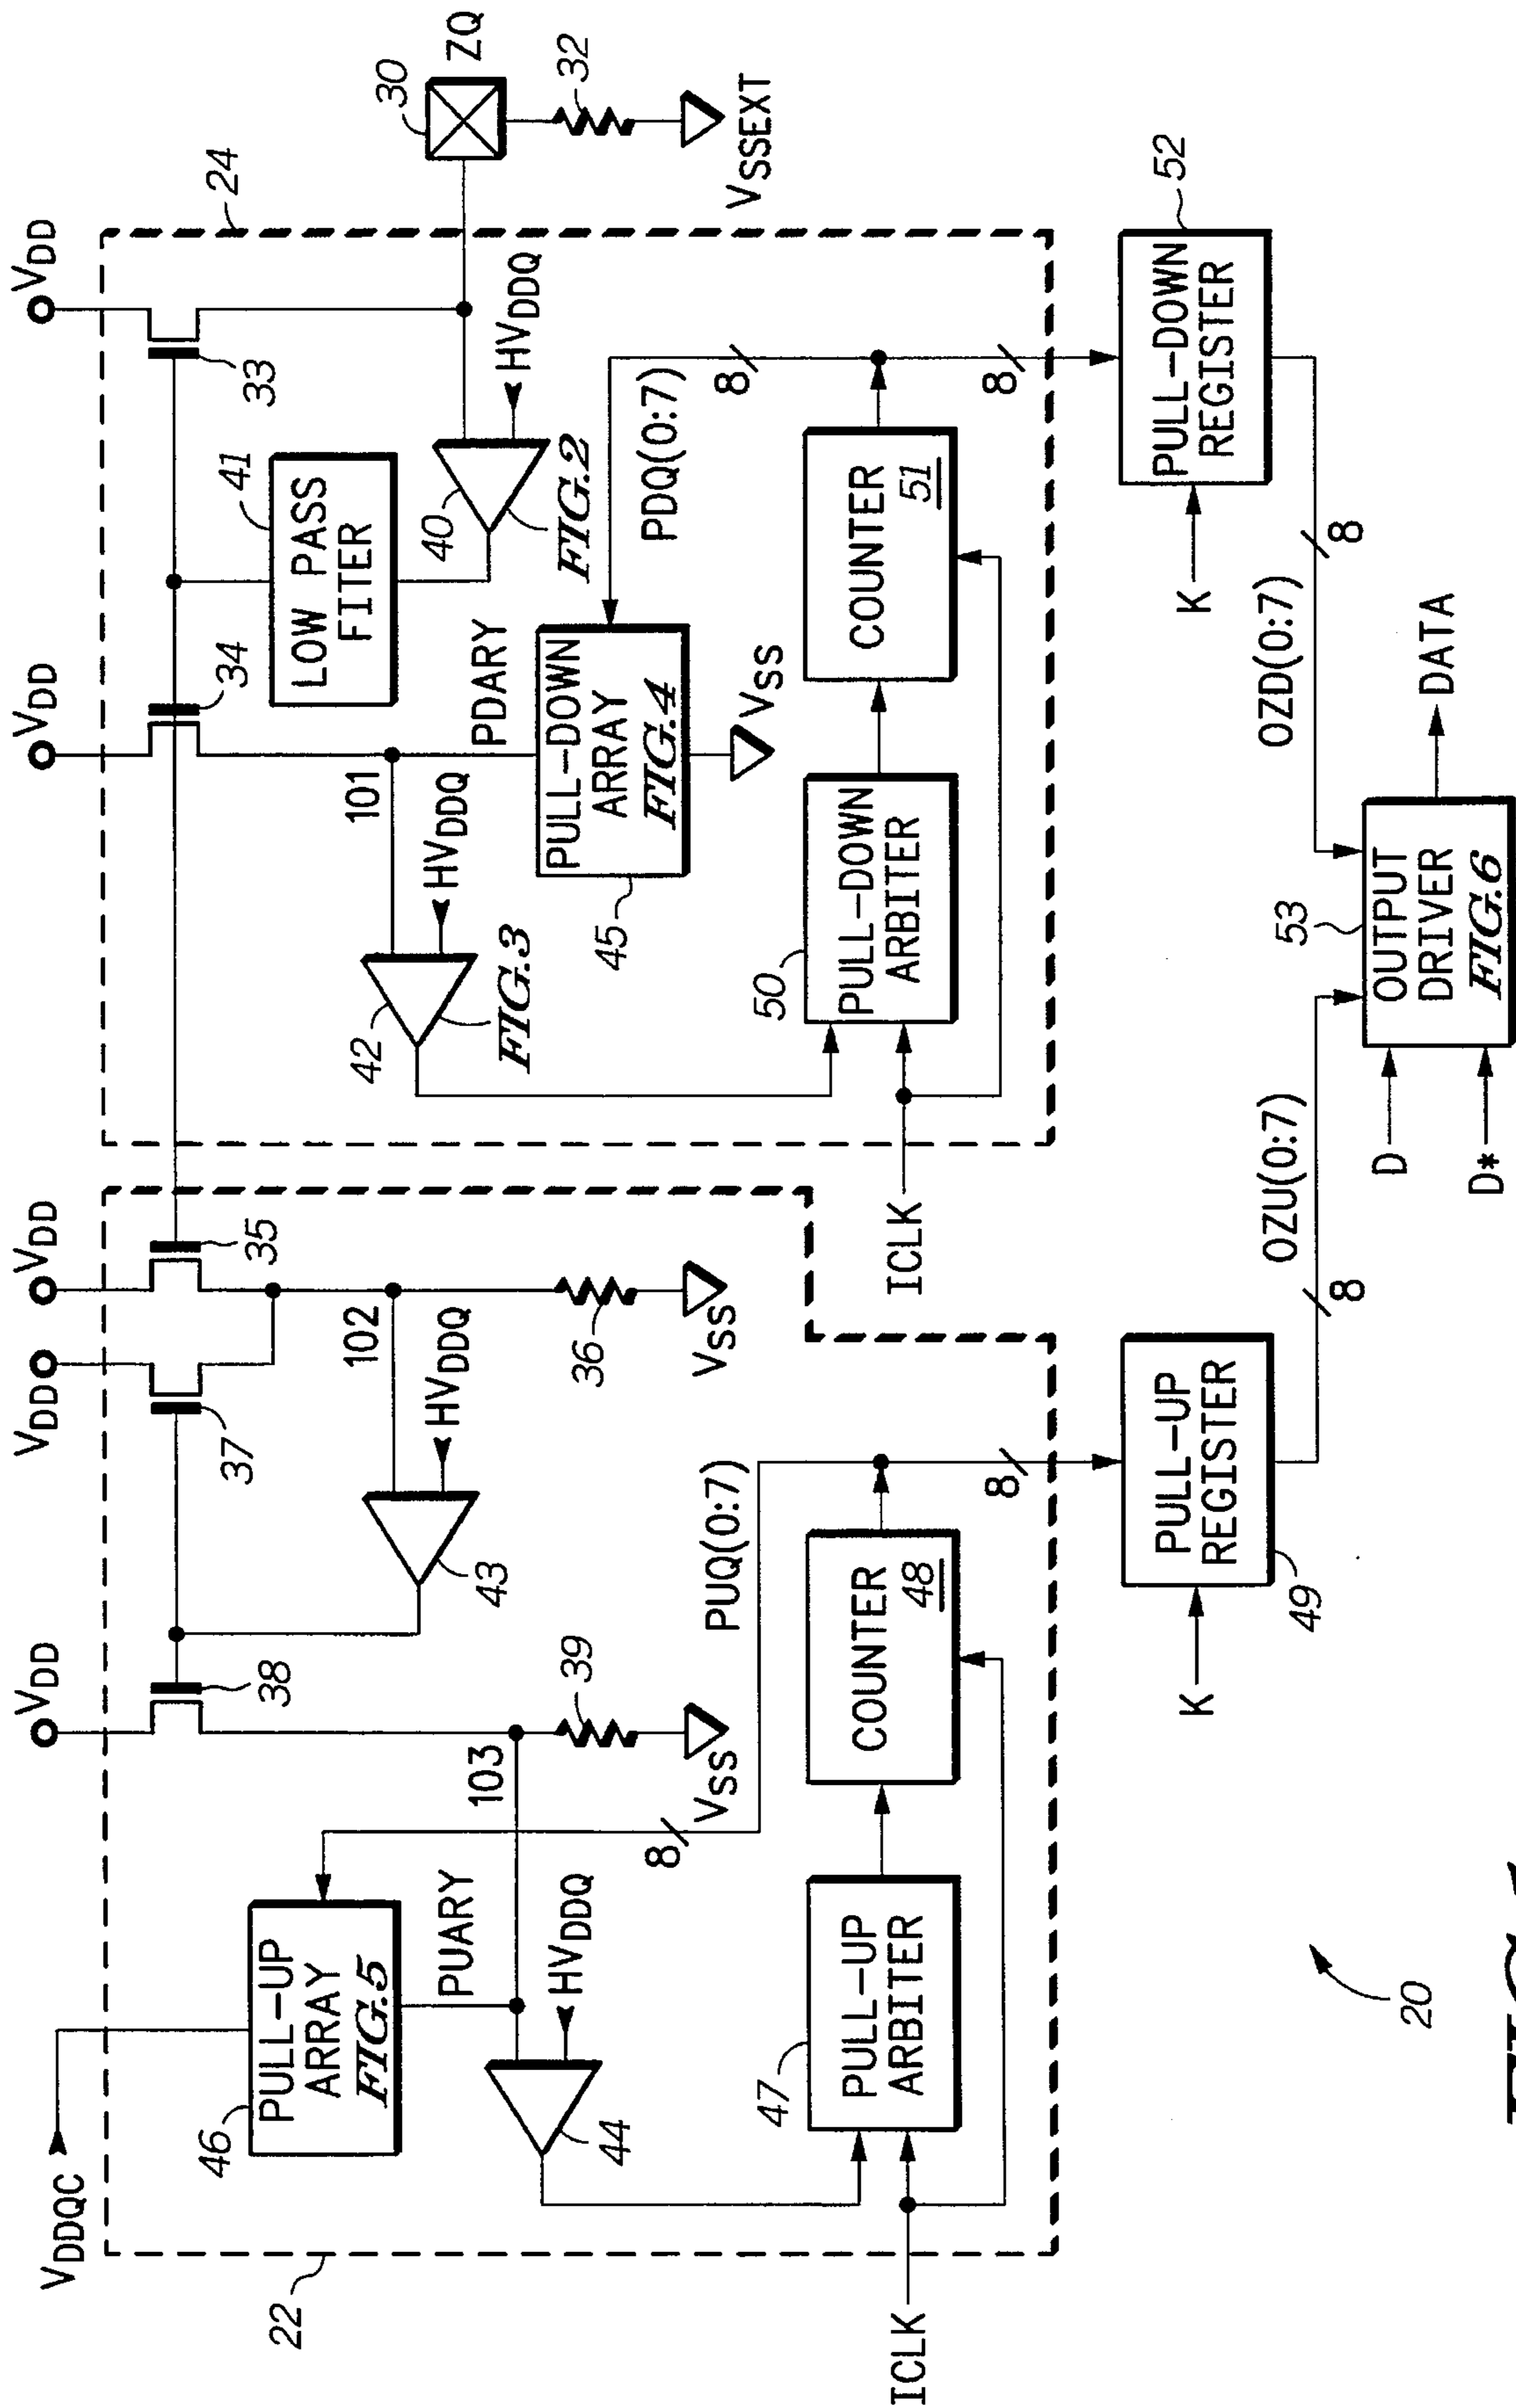 VDDQC
22
46
PULL-UP
ARRAY
FIG.5
PUARY
VDD
38
103
39
VSS
8
HVDDQ
44
VDD
37
VDD
35
102
HVDDQ
43
36
VSS
PUQ(0:7)
47
PULL-UP
ARBITER
COUNTER
48
8
ICLK
VDD
34
LOW PASS
FITER
41
VDD
33
24
30
ZQ
32
VSSEXT
40
HVDDQ
FIG.2
101
HVDDQ
42
FIG.3
PDARY
PULL-DOWN
ARRAY
FIG.4
45
VSS
PDQ(0:7)
8
50
PULL-DOWN
ARBITER
COUNTER
51
8
ICLK
K
PULL-UP
REGISTER
49
K
PULL-DOWN
REGISTER
52
OZU(0:7)
8
OZD(0:7)
8
D
D*
OUTPUT
DRIVER
FIG.6
53
DATA
20